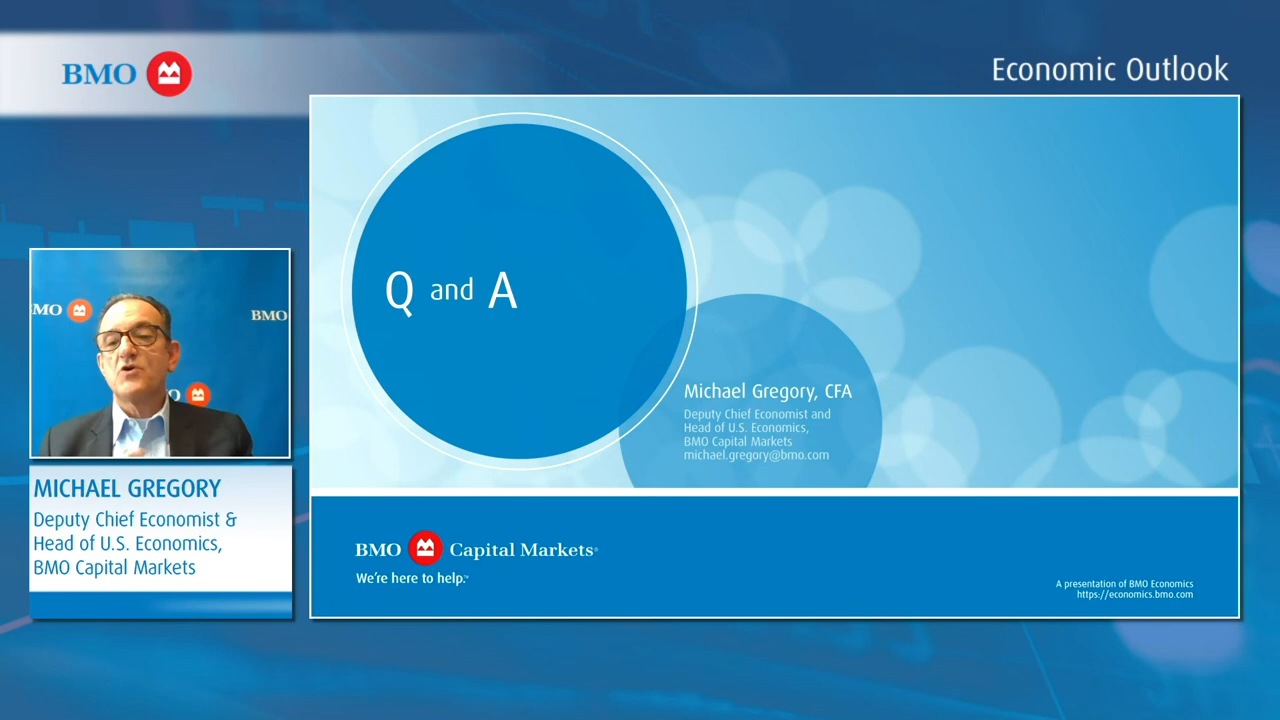 BMO
Economic Outlook
Q and A
Michael Gregory, CFA
Deputy Chief Economist and
Head of U.S. Economics,
BMO Capital Markets
michael.gregory@bmo.com
MO
BMO
O
MICHAEL GREGORY
Deputy Chief Economist &
Head of U.S. Economics,
BMO Capital Markets
BMO Capital Markets®
We're here to help.™
A presentation of BMO Economics
https://economics.bmo.com